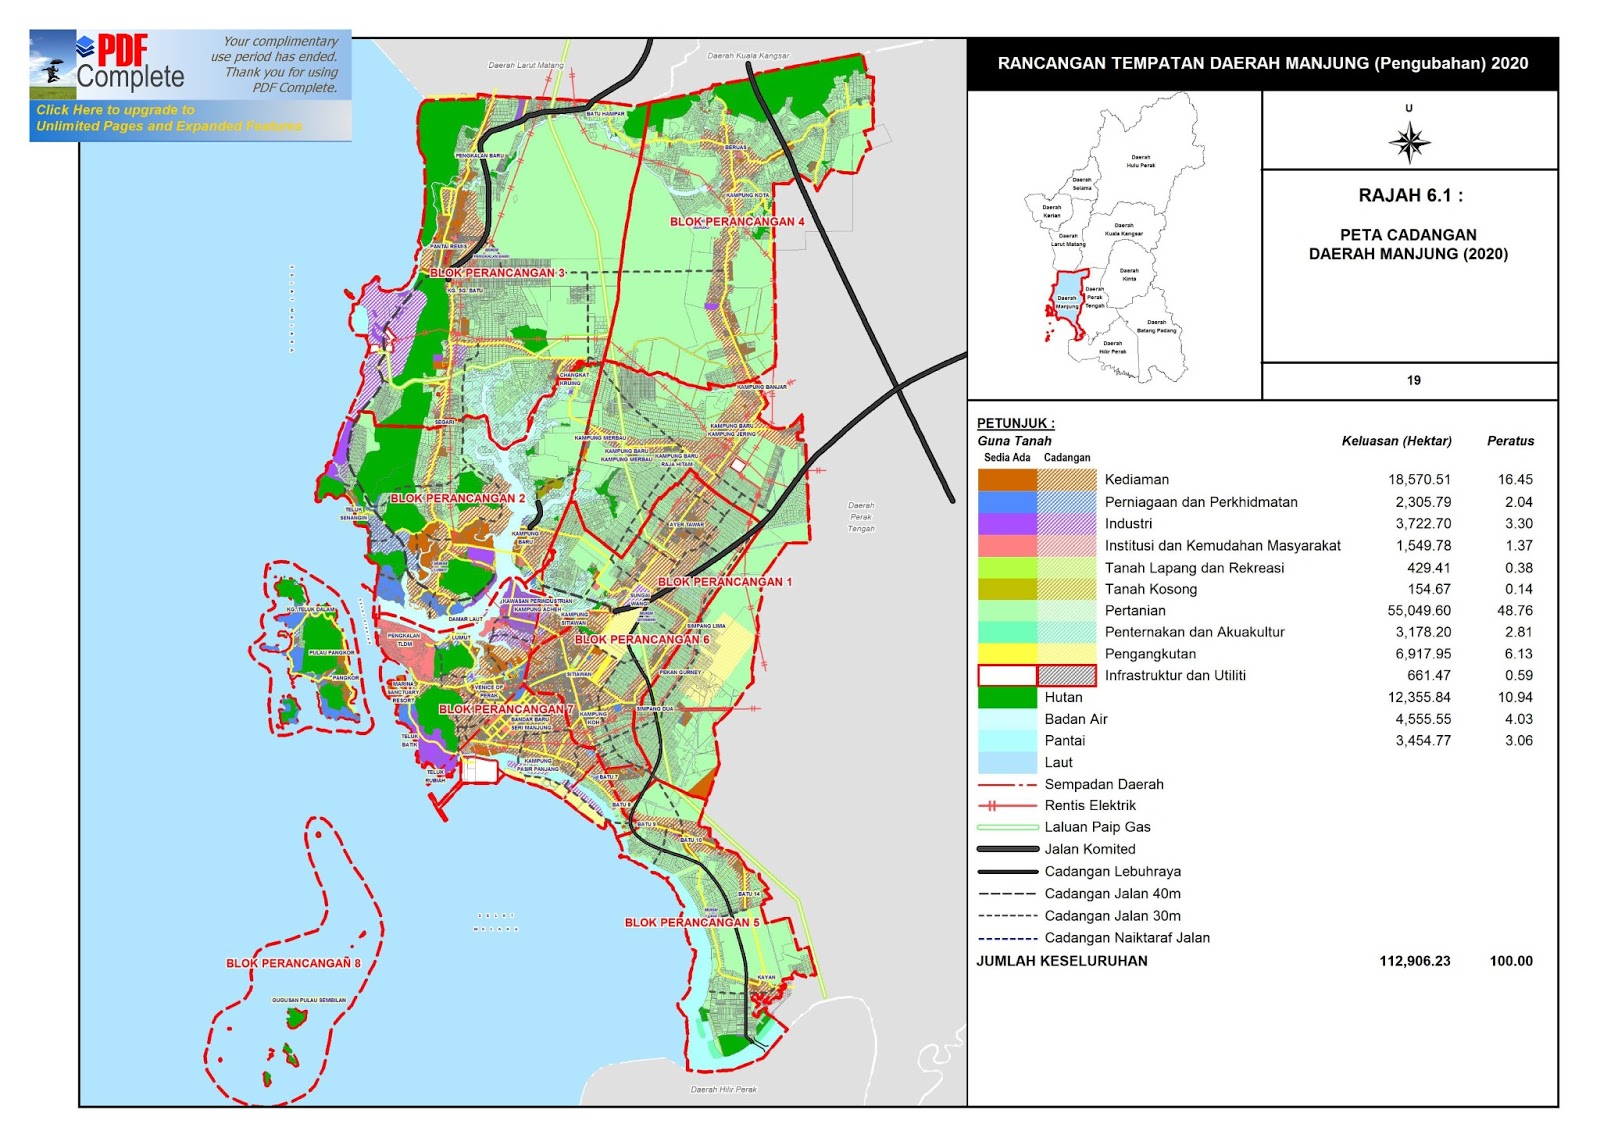 PDF
Complete
Your complimentary
use period has ended.
Thank you for using
PDF Complete.
Click Here to upgrade to
Unlimited Pages and Expanded Features
RANCANGAN TEMPATAN DAERAH MANJUNG (Pengubahan) 2020
U
RAJAH 6.1 :
PETA CADANGAN
DAERAH MANJUNG (2020)
19
Daerah
Hulu Perak
Daerah
Selama
Daerah
Kerian
Daerah
Larut Matang
Daerah
Kuala Kangsar
Daerah
Kinta
Daerah
Manjung
Daerah
Perak
Tengah
Daerah
Batang Padang
Daerah
Hilir Perak
PETUNJUK :
Guna Tanah Keluasan (Hektar) Peratus
Sedia Ada Cadangan
Kediaman 18,570.51 16.45
Perniagaan dan Perkhidmatan 2,305.79 2.04
Industri 3,722.70 3.30
Institusi dan Kemudahan Masyarakat 1,549.78 1.37
Tanah Lapang dan Rekreasi 429.41 0.38
Tanah Kosong 154.67 0.14
Pertanian 55,049.60 48.76
Penternakan dan Akuakultur 3,178.20 2.81
Pengangkutan 6,917.95 6.13
Infrastruktur dan Utiliti 661.47 0.59
Hutan 12,355.84 10.94
Badan Air 4,555.55 4.03
Pantai 3,454.77 3.06
Laut
Sempadan Daerah
Rentis Elektrik
Laluan Paip Gas
Jalan Komited
Cadangan Lebuhraya
Cadangan Jalan 40m
Cadangan Jalan 30m
Cadangan Naiktaraf Jalan
JUMLAH KESELURUHAN 112,906.23 100.00
Daerah Larut Matang
Daerah Kuala Kangsar
BATU HAMPAR
BERUAS
PENGKALAN BARU
KAMPUNG KOTA
BLOK PERANCANGAN 4
PANTAI REMIS
BLOK PERANCANGAN 3
KG. SG. BATU
CHANGKAT
KRUING
KAMPUNG BANJAR
SEGARI
KAMPUNG BARU
KAMPUNG JERING
KAMPUNG MERBAU
KAMPUNG BARU
KAMPUNG MERBAU
KAMPUNG BARU
RAJA HITAM
BLOK PERANCANGAN 2
TELUK
SENANGIN
AYER TAWAR
Daerah
Perak
Tengah
KAMPUNG
BARU
BLOK PERANCANGAN 1
SUNGAI
WANGI
KAWASAN PERINDUSTRIAN
KAMPUNG ACHEH
KG. TELUK DALAM
DAMAR LAUT
KAMPUNG
SITIAWAN
SIMPANG LIMA
PENGKALAN
TLDM
LUMUT
BLOK PERANCANGAN 6
PULAU PANGKOR
PANGKOR
SITIAWAN
PEKAN GURNEY
MARINA
SANCTUARY
RESORT
VENICE OF
PERAK
BLOK PERANCANGAN 7
BANDAR BARU
SERI MANJUNG
KAMPUNG
KOH
SIMPANG DUA
TELUK
BATIK
TELUK
RUBIAH
KAMPUNG
PASIR PANJANG
BATU 7
BATU 8
BATU 9
BATU 10
BATU 14
BLOK PERANCANGAN 5
SELAT
MELAKA
BLOK PERANCANGAN 8
KAYAN
GUGUSAN PULAU SEMBILAN
Daerah Hilir Perak